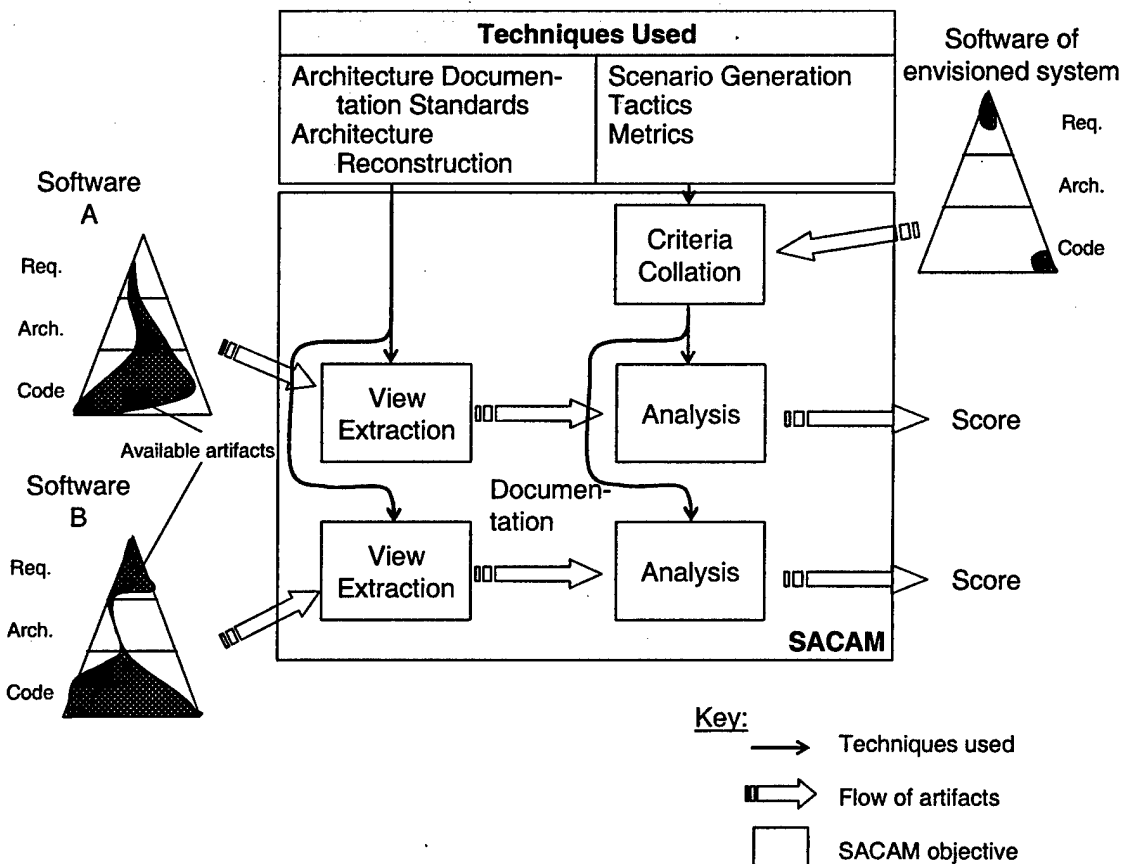 Techniques Used
Architecture Documen-
tation Standards
Architecture
Reconstruction
Scenario Generation
Tactics
Metrics
Software of
envisioned system
Req.
Arch.
Code
Software
A
Req.
Arch.
Code
Criteria
Collation
View
Extraction
Analysis
Score
Available artifacts
Software
B
Req.
Arch.
Code
Documen-
tation
View
Extraction
Analysis
Score
SACAM
Key:
Techniques used
Flow of artifacts
SACAM objective